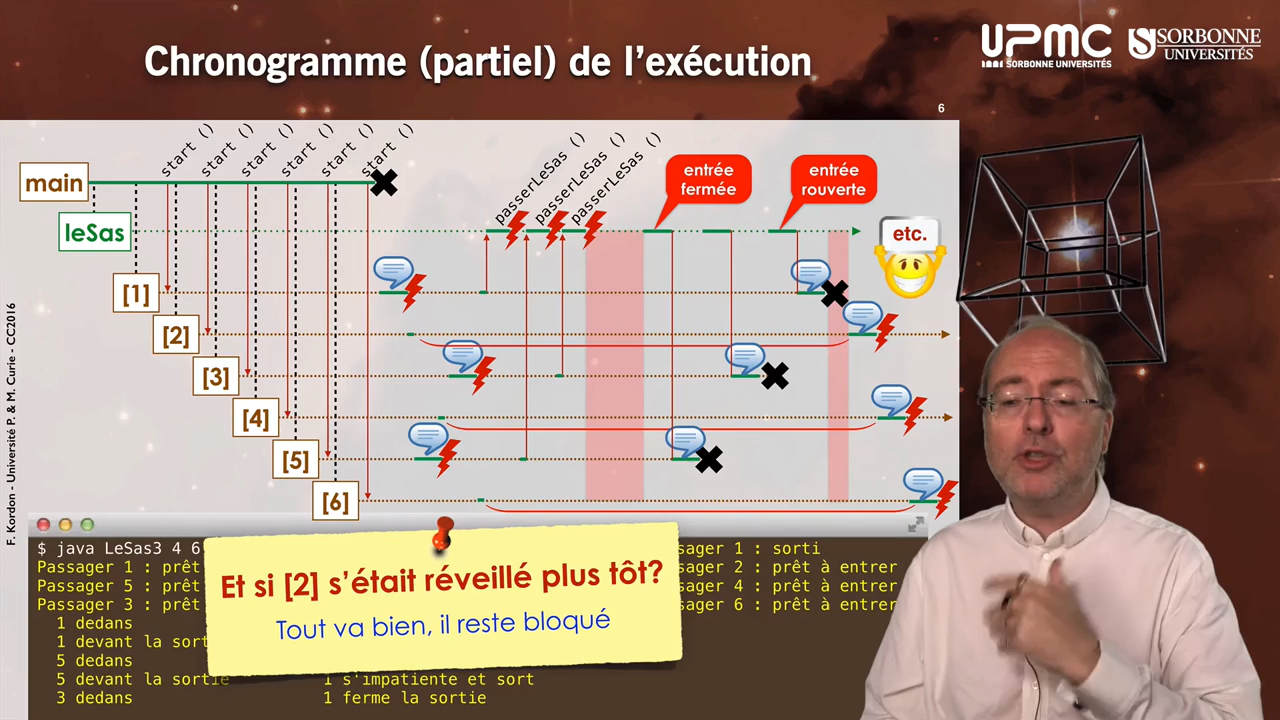 Chronogramme (partiel) de l'exécution
UPMC
SORBONNE UNIVERSITÉS
SORBONNE
UNIVERSITÉS
6
start ()
start ()
start ()
start ()
start ()
start ()
passerLeSas ()
passerLeSas ()
passerLeSas ()
entrée
fermée
entrée
rouverte
main
leSas
etc.
[1]
[2]
[3]
[4]
[5]
[6]
F. Kordon - Université P. & M. Curie - CC2016
$ java LeSas3 4 6
Passager 1 : prêt
Passager 5 : prêt
Passager 3 : prêt
1 dedans
1 devant la sort
5 dedans
5 devant la sortie
3 dedans
1 s'impatiente et sort
1 ferme la sortie
ssager 1 : sorti
ssager 2 : prêt à entrer
ssager 4 : prêt à entrer
ssager 6 : prêt à entrer
Et si [2] s'était réveillé plus tôt?
Tout va bien, il reste bloqué